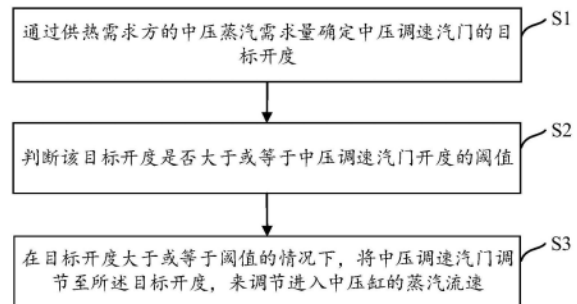 S1
通过供热需求方的中压蒸汽需求量确定中压调速汽门的目
标开度
S2
判断该目标开度是否大于或等于中压调速汽门开度的阈值
S3
在目标开度大于或等于阈值的情况下，将中压调速汽门调
节至所述目标开度，来调节进入中压缸的蒸汽流速